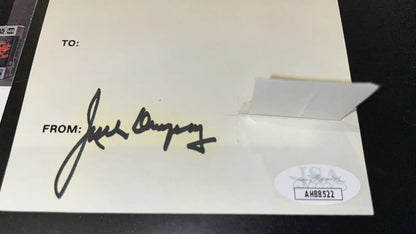 TO:
FROM: Jack Dempsey
JSA
AH88522